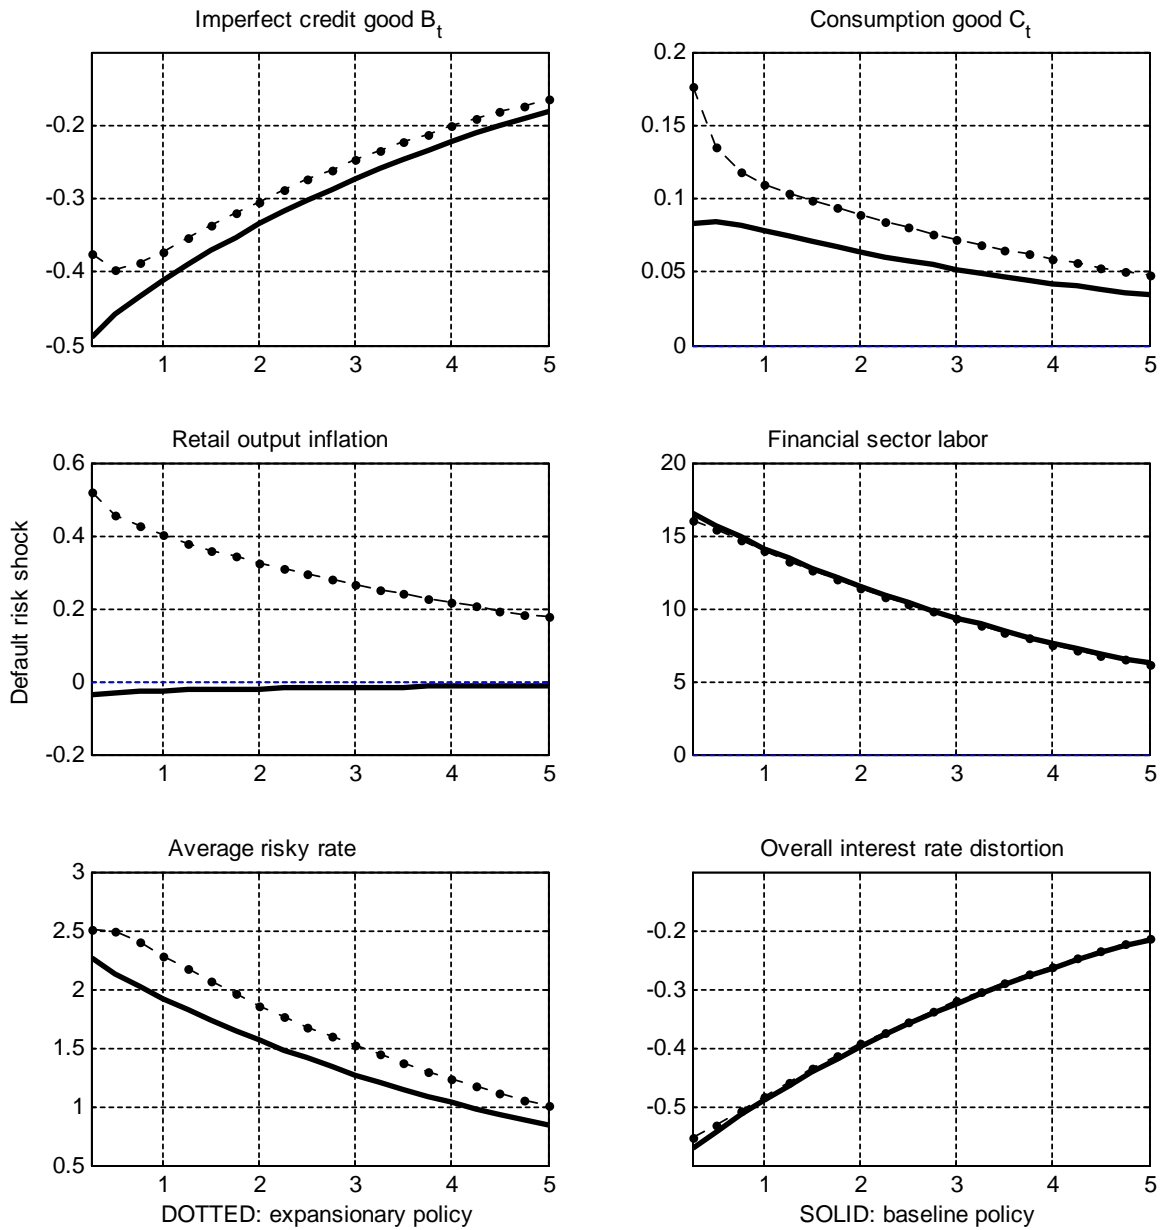 Imperfect credit good B_t
Consumption good C_t
-0.2
-0.3
-0.4
-0.5
1 2 3 4 5
0.2
0.15
0.1
0.05
0
1 2 3 4 5
Default risk shock
Retail output inflation
Financial sector labor
0.6
0.4
0.2
0
-0.2
1 2 3 4 5
20
15
10
5
0
1 2 3 4 5
Average risky rate
Overall interest rate distortion
3
2.5
2
1.5
1
0.5
1 2 3 4 5
-0.2
-0.3
-0.4
-0.5
1 2 3 4 5
DOTTED: expansionary policy
SOLID: baseline policy